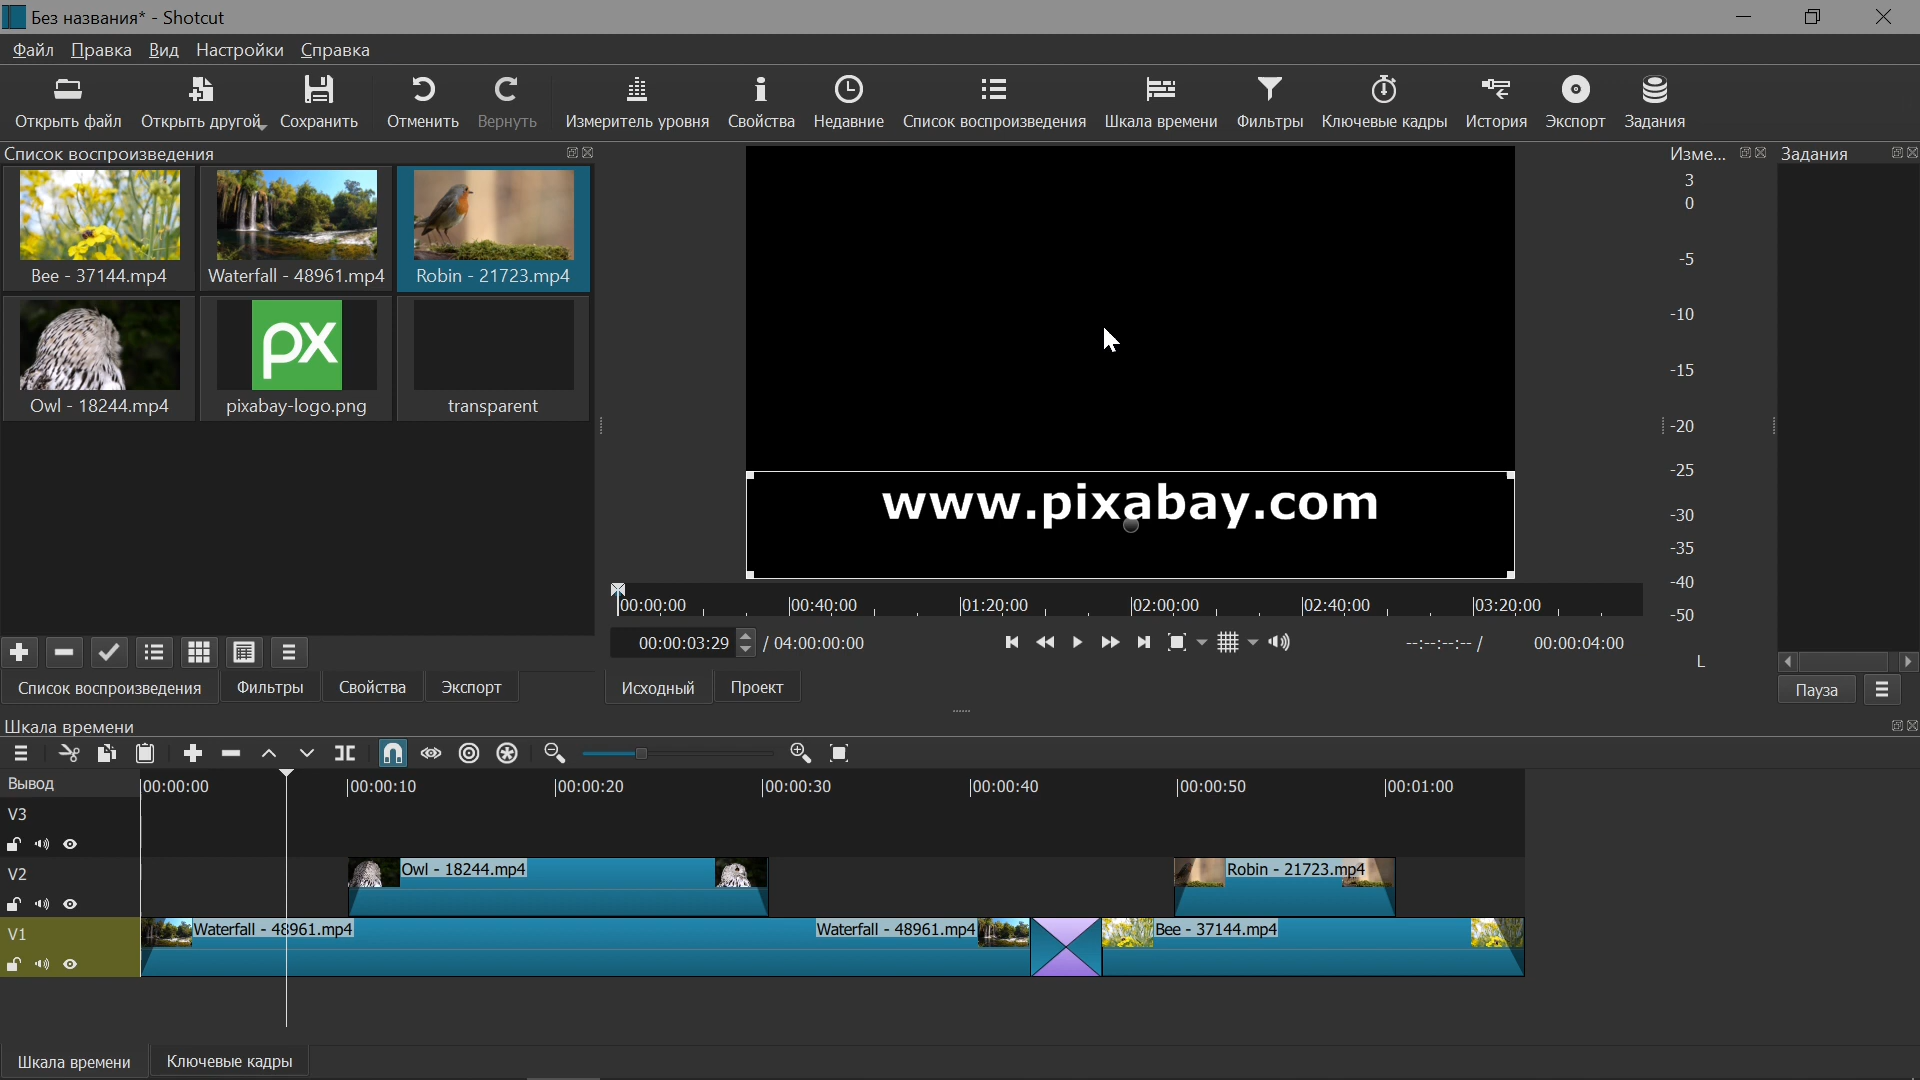 Без названия* - Shotcut
Файл Правка Вид Настройки Справка
Открыть файл Открыть другой Сохранить Отменить Вернуть Измеритель уровня Свойства Недавние Список воспроизведения Шкала времени Фильтры Ключевые кадры История Экспорт Задания
Список воспроизведения
Bee - 37144.mp4 Waterfall - 48961.mp4 Robin - 21723.mp4
px
Owl - 18244.mp4 pixabay-logo.png transparent
Список воспроизведения Фильтры Свойства Экспорт
www.pixabay.com
00:00:00 00:40:00 01:20:00 02:00:00 02:40:00 03:20:00
00:00:03:29 / 04:00:00:00 --:--:--:-- / 00:00:04:00
Исходный Проект
Изме...
3
0
-5
-10
-15
-20
-25
-30
-35
-40
-50
L
Задания
Пауза
Шкала времени
Вывод 00:00:00 00:00:10 00:00:20 00:00:30 00:00:40 00:00:50 00:01:00
V3
V2
Owl - 18244.mp4 Robin - 21723.mp4
V1
Waterfall - 48961.mp4 Waterfall - 48961.mp4 Bee - 37144.mp4
Шкала времени Ключевые кадры